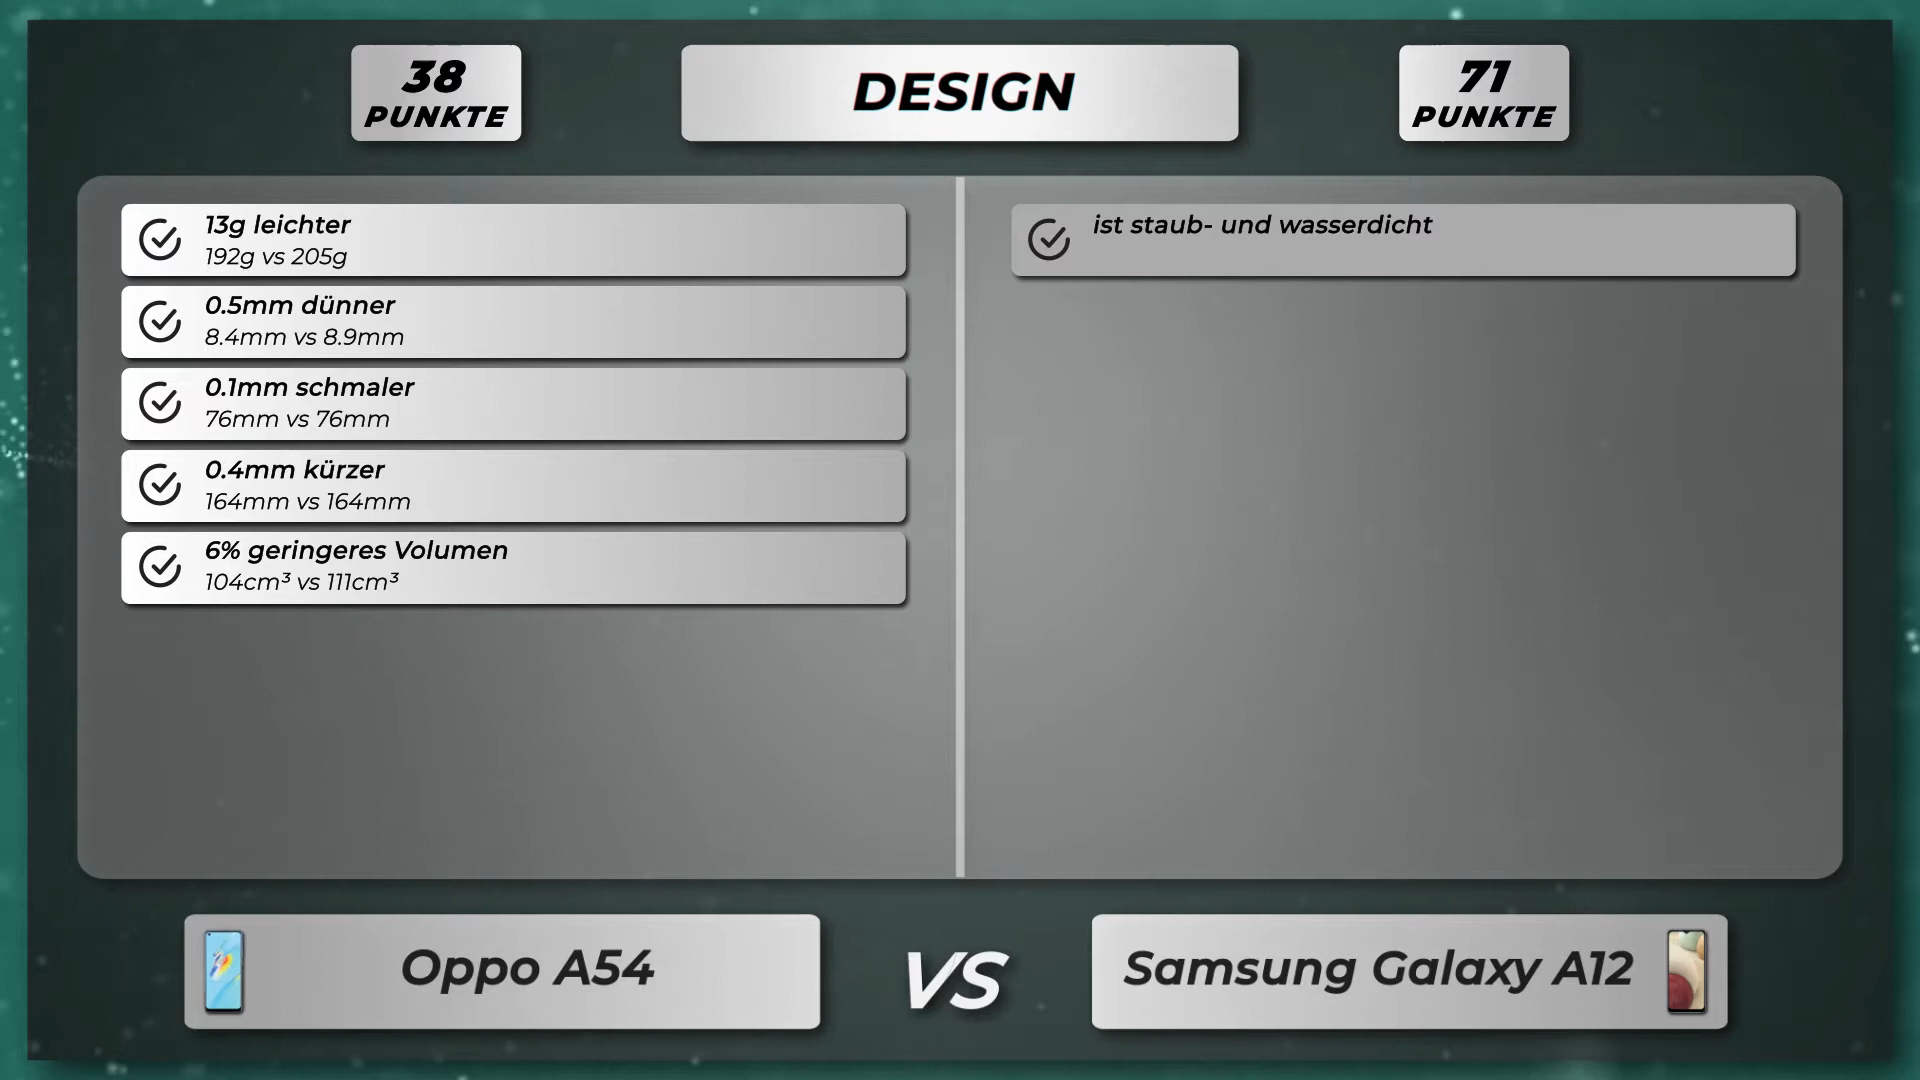 38
PUNKTE
DESIGN
71
PUNKTE
13g leichter
192g vs 205g
0.5mm dünner
8.4mm vs 8.9mm
0.1mm schmaler
76mm vs 76mm
0.4mm kürzer
164mm vs 164mm
6% geringeres Volumen
104cm³ vs 111cm³
ist staub- und wasserdicht
Oppo A54
VS
Samsung Galaxy A12